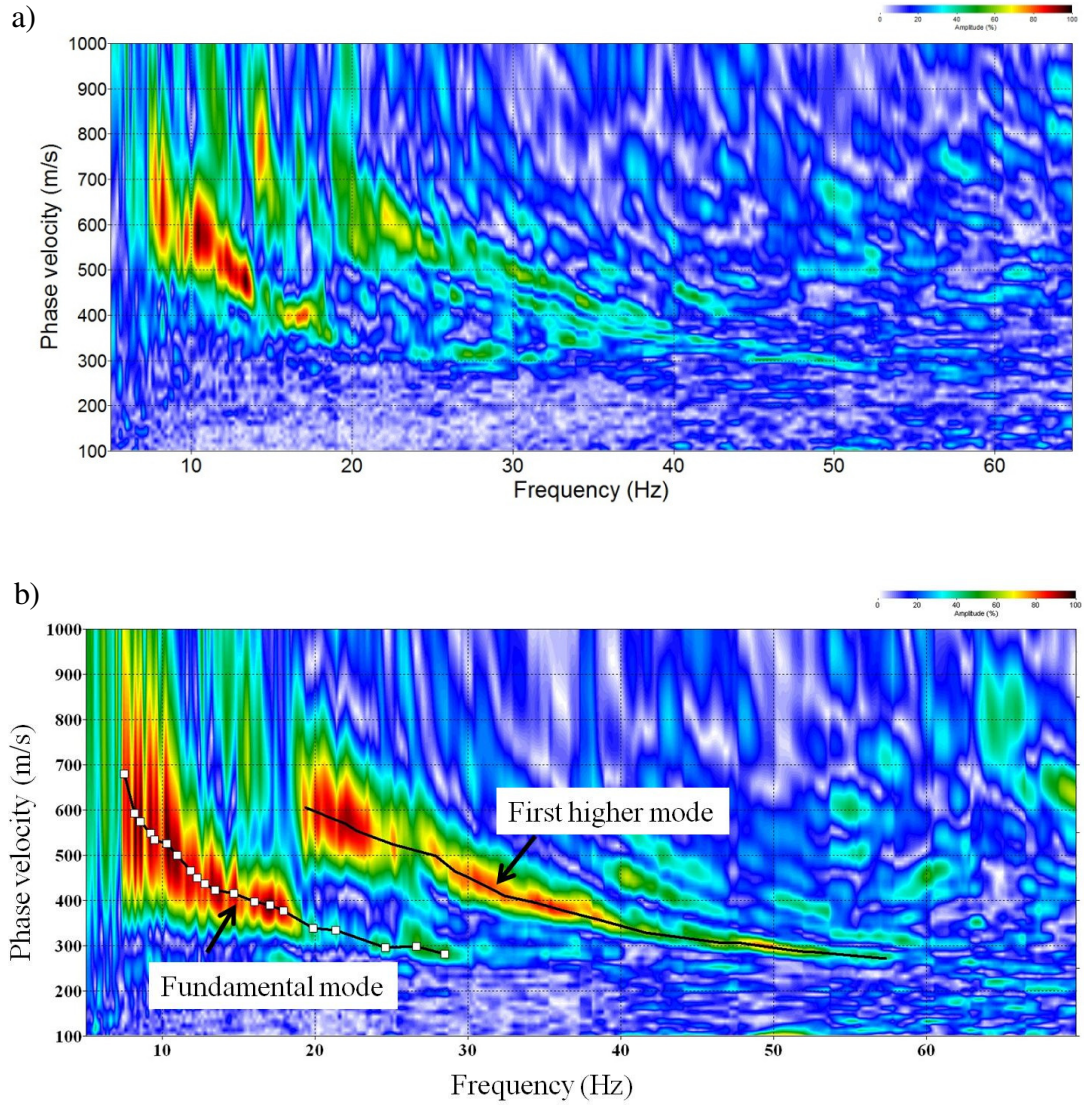 a)
0 20 40 60 80 100
Amplitude (%)
1000
900
800
700
600
500
400
300
200
100
Phase velocity (m/s)
10 20 30 40 50 60
Frequency (Hz)
b)
0 20 40 60 80 100
Amplitude (%)
1000
900
800
700
600
500
400
300
200
100
Phase velocity (m/s)
First higher mode
Fundamental mode
10 20 30 40 50 60
Frequency (Hz)